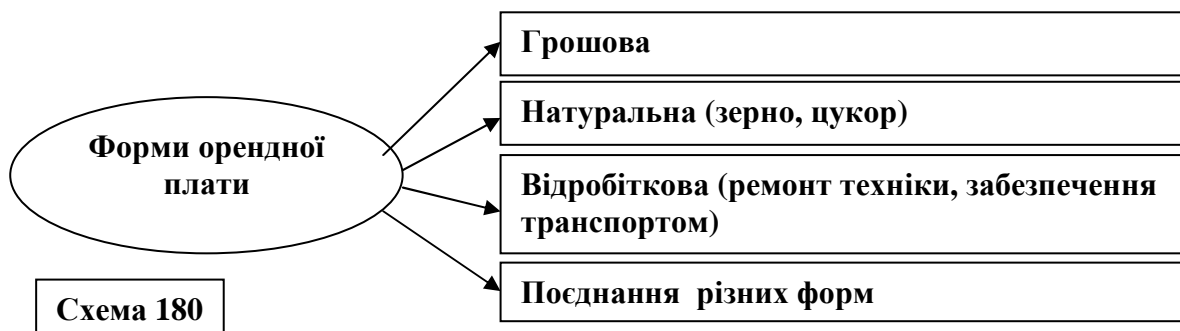 Форми орендної
плати
Грошова
Натуральна (зерно, цукор)
Відробіткова (ремонт техніки, забезпечення
транспортом)
Поєднання різних форм
Схема 180